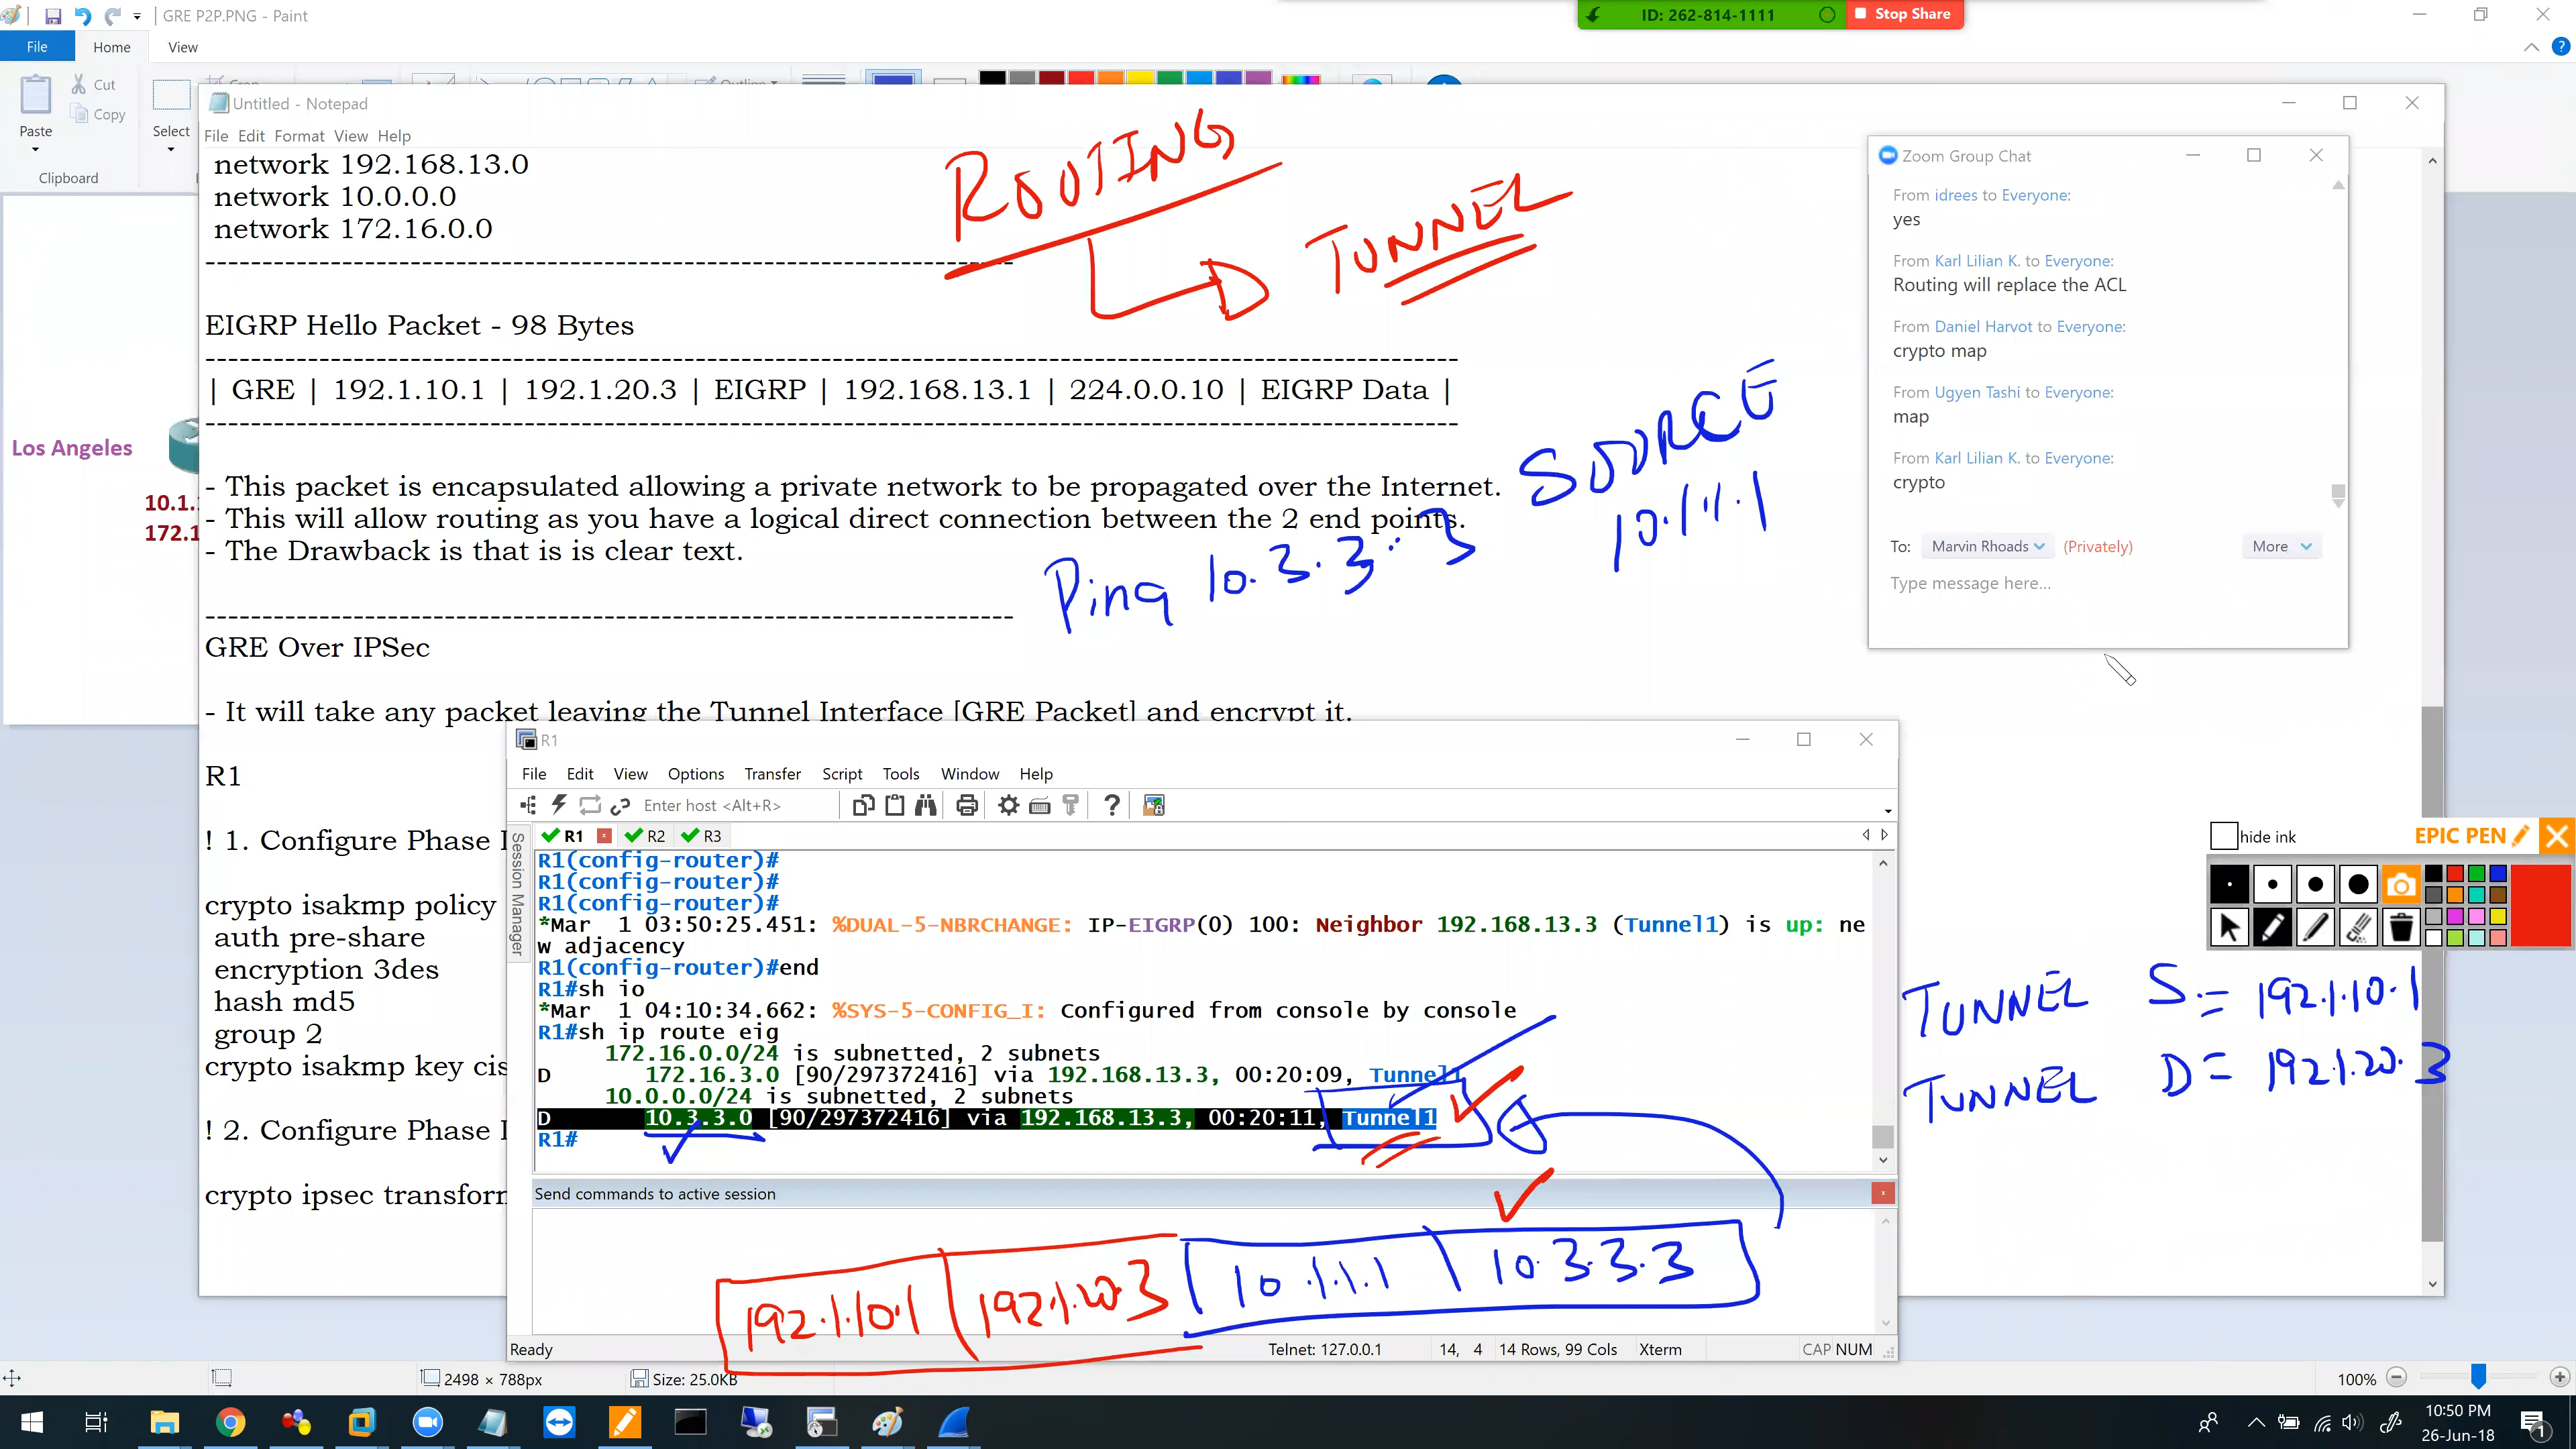 GRE P2P.PNG - Paint
ID: 262-814-1111
Stop Share
File Home View
Cut
Copy
Paste
Select
Clipboard
Untitled - Notepad
File Edit Format View Help
network 192.168.13.0
network 10.0.0.0
network 172.16.0.0
----------------------------------------------------------------------
ROUTING
TUNNEL
EIGRP Hello Packet - 98 Bytes
| GRE | 192.1.10.1 | 192.1.20.3 | EIGRP | 192.168.13.1 | 224.0.0.10 | EIGRP Data |
- This packet is encapsulated allowing a private network to be propagated over the Internet.
- This will allow routing as you have a logical direct connection between the 2 end points.
- The Drawback is that is is clear text.
SOURCE
10.1.1.1
Ping 10.3.3.3
GRE Over IPSec
- It will take any packet leaving the Tunnel Interface [GRE Packet] and encrypt it.
R1
! 1. Configure Phase I
crypto isakmp policy
auth pre-share
encryption 3des
hash md5
group 2
crypto isakmp key cis
! 2. Configure Phase I
crypto ipsec transform
Los Angeles
10.1.
172.1
Zoom Group Chat
From idrees to Everyone:
yes
From Karl Lilian K. to Everyone:
Routing will replace the ACL
From Daniel Harvot to Everyone:
crypto map
From Ugyen Tashi to Everyone:
map
From Karl Lilian K. to Everyone:
crypto
To: Marvin Rhoads (Privately) More
Type message here...
R1
File Edit View Options Transfer Script Tools Window Help
Enter host <Alt+R>
Session Manager
R1 R2 R3
R1(config-router)#
R1(config-router)#
R1(config-router)#
*Mar 1 03:50:25.451: %DUAL-5-NBRCHANGE: IP-EIGRP(0) 100: Neighbor 192.168.13.3 (Tunnel1) is up: ne
w adjacency
R1(config-router)#end
R1#sh io
*Mar 1 04:10:34.662: %SYS-5-CONFIG_I: Configured from console by console
R1#sh ip route eig
172.16.0.0/24 is subnetted, 2 subnets
D 172.16.3.0 [90/297372416] via 192.168.13.3, 00:20:09, Tunnel1
10.0.0.0/24 is subnetted, 2 subnets
D 10.3.3.0 [90/297372416] via 192.168.13.3, 00:20:11, Tunnel1
R1#
Send commands to active session
192.1.10.1 192.1.20.3 10.1.1.1 10.3.3.3
Ready Telnet: 127.0.0.1 14, 4 14 Rows, 99 Cols Xterm CAP NUM
hide ink EPIC PEN
TUNNEL S = 192.1.10.1
TUNNEL D = 192.1.20.3
2498 × 788px Size: 25.0KB 100%
10:50 PM
26-Jun-18
1